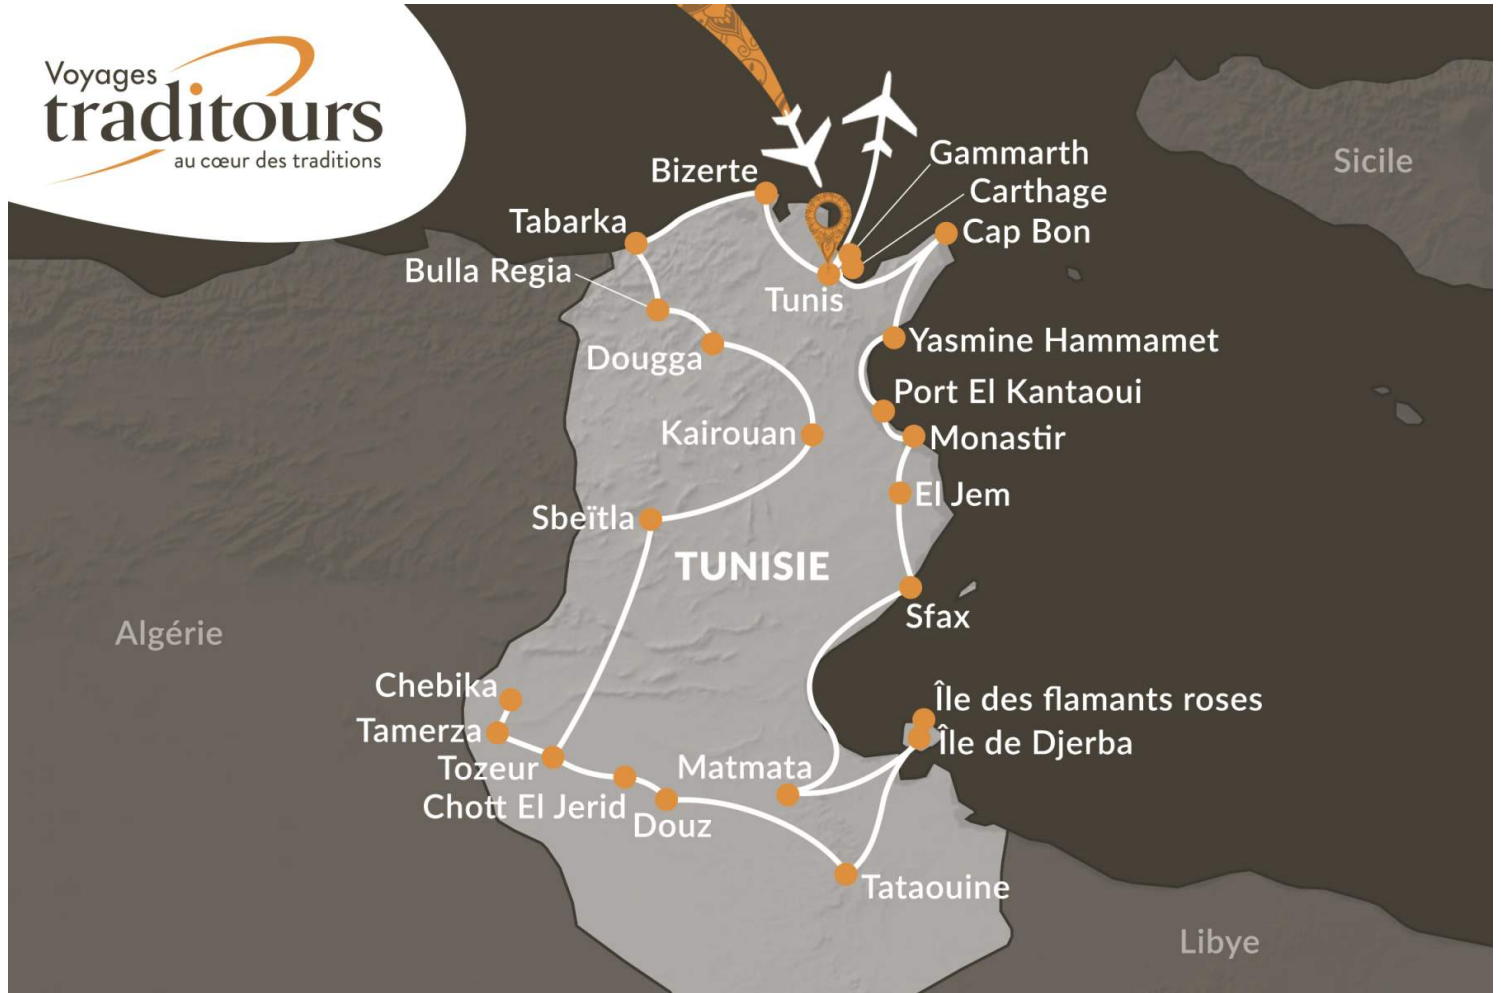 Voyages
traditours
au cœur des traditions
Gammarth
Sicile
Bizerte
Carthage
Tabarka
Cap Bon
Bulla Regia
Tunis
Yasmine Hammamet
Dougga
Port El Kantaoui
Kairouan
Monastir
El Jem
Sbeïtla
TUNISIE
Sfax
Algérie
Chebika
Île des flamants roses
Tamerza
Île de Djerba
Tozeur
Matmata
Chott El Jerid
Douz
Tataouine
Libye